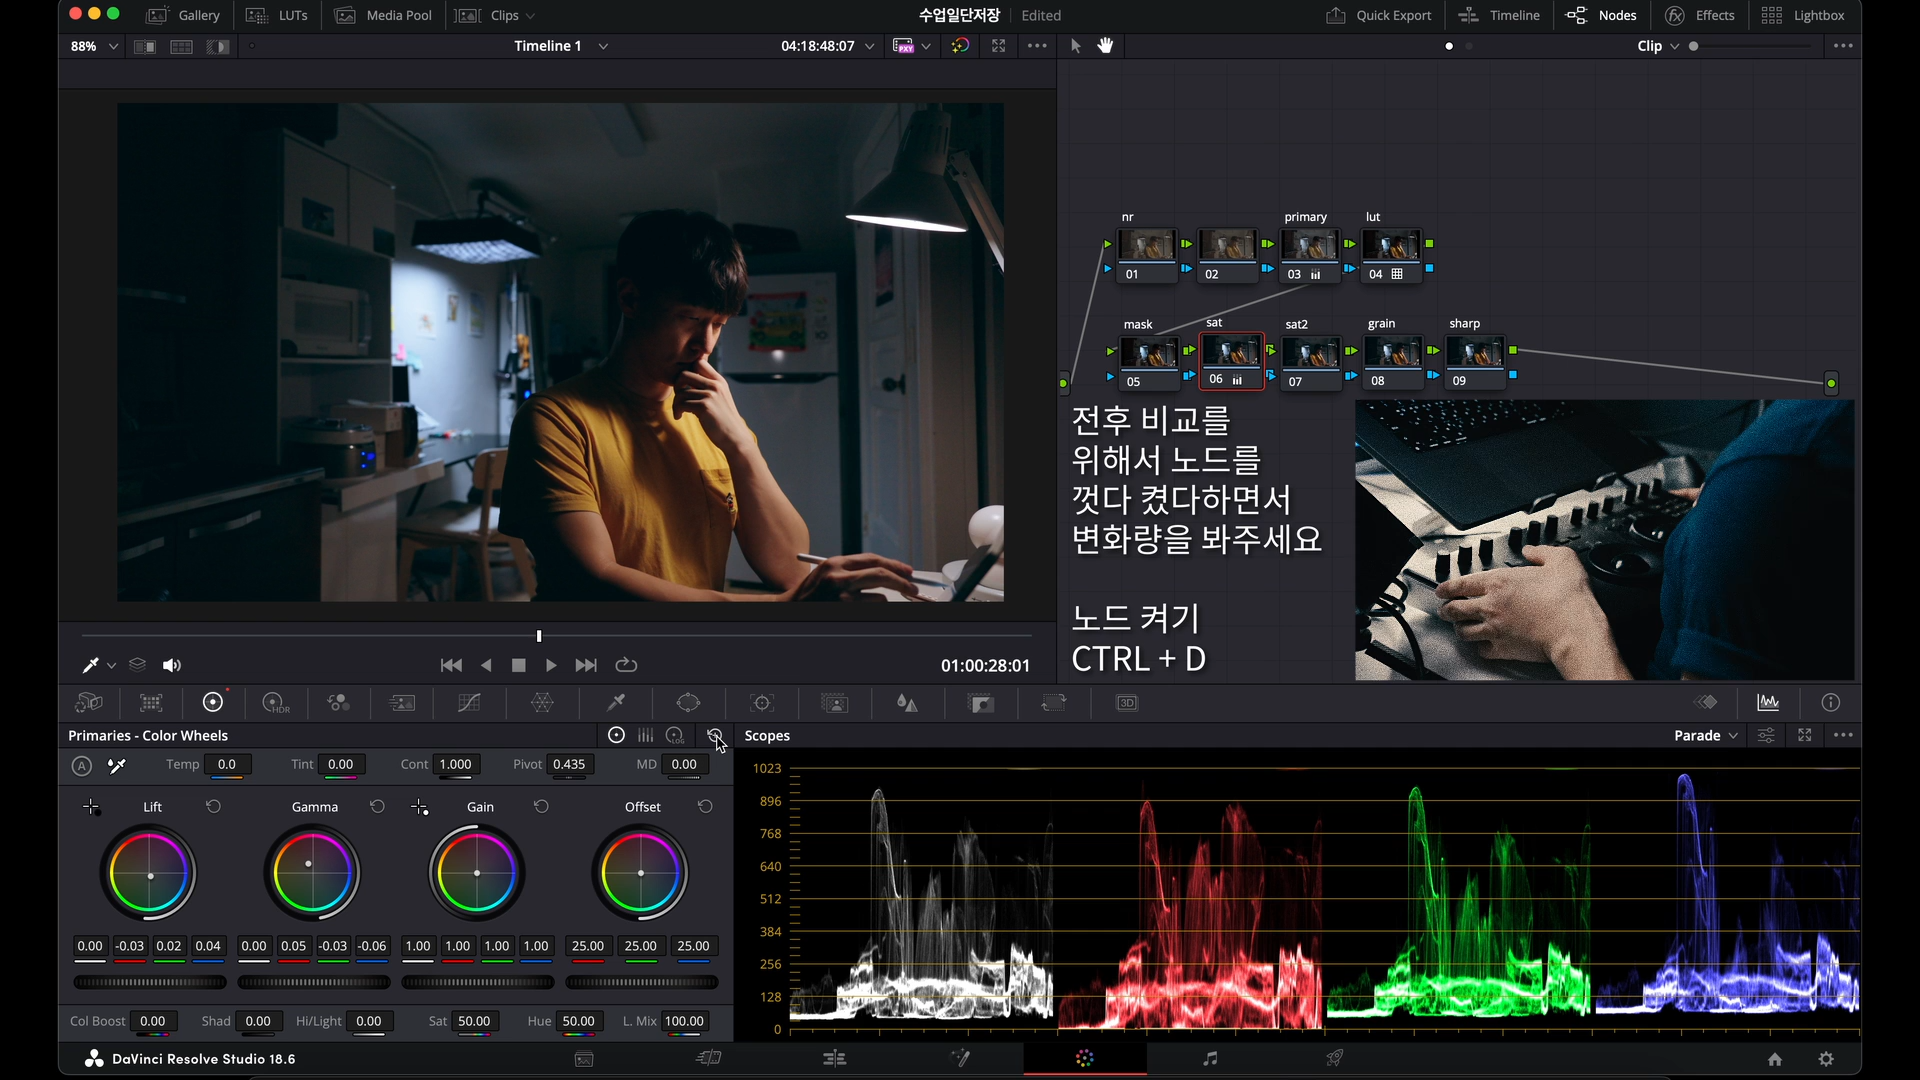 Gallery LUTs Media Pool Clips 수업일단저장 Edited Quick Export Timeline Nodes Effects Lightbox
88% Timeline 1 04:18:48:07 PXY Clip
nr primary lut
01 02 03 04
mask sat sat2 grain sharp
05 06 07 08 09
전후 비교를
위해서 노드를
껏다 켰다하면서
변화량을 봐주세요
노드 켜기
CTRL + D
01:00:28:01
HDR 3D
Primaries - Color Wheels LOG Scopes Parade
A Temp 0.0 Tint 0.00 Cont 1.000 Pivot 0.435 MD 0.00
Lift Gamma Gain Offset
0.00 -0.03 0.02 0.04 0.00 0.05 -0.03 -0.06 1.00 1.00 1.00 1.00 25.00 25.00 25.00
Col Boost 0.00 Shad 0.00 Hi/Light 0.00 Sat 50.00 Hue 50.00 L. Mix 100.00
1023
896
768
640
512
384
256
128
0
DaVinci Resolve Studio 18.6